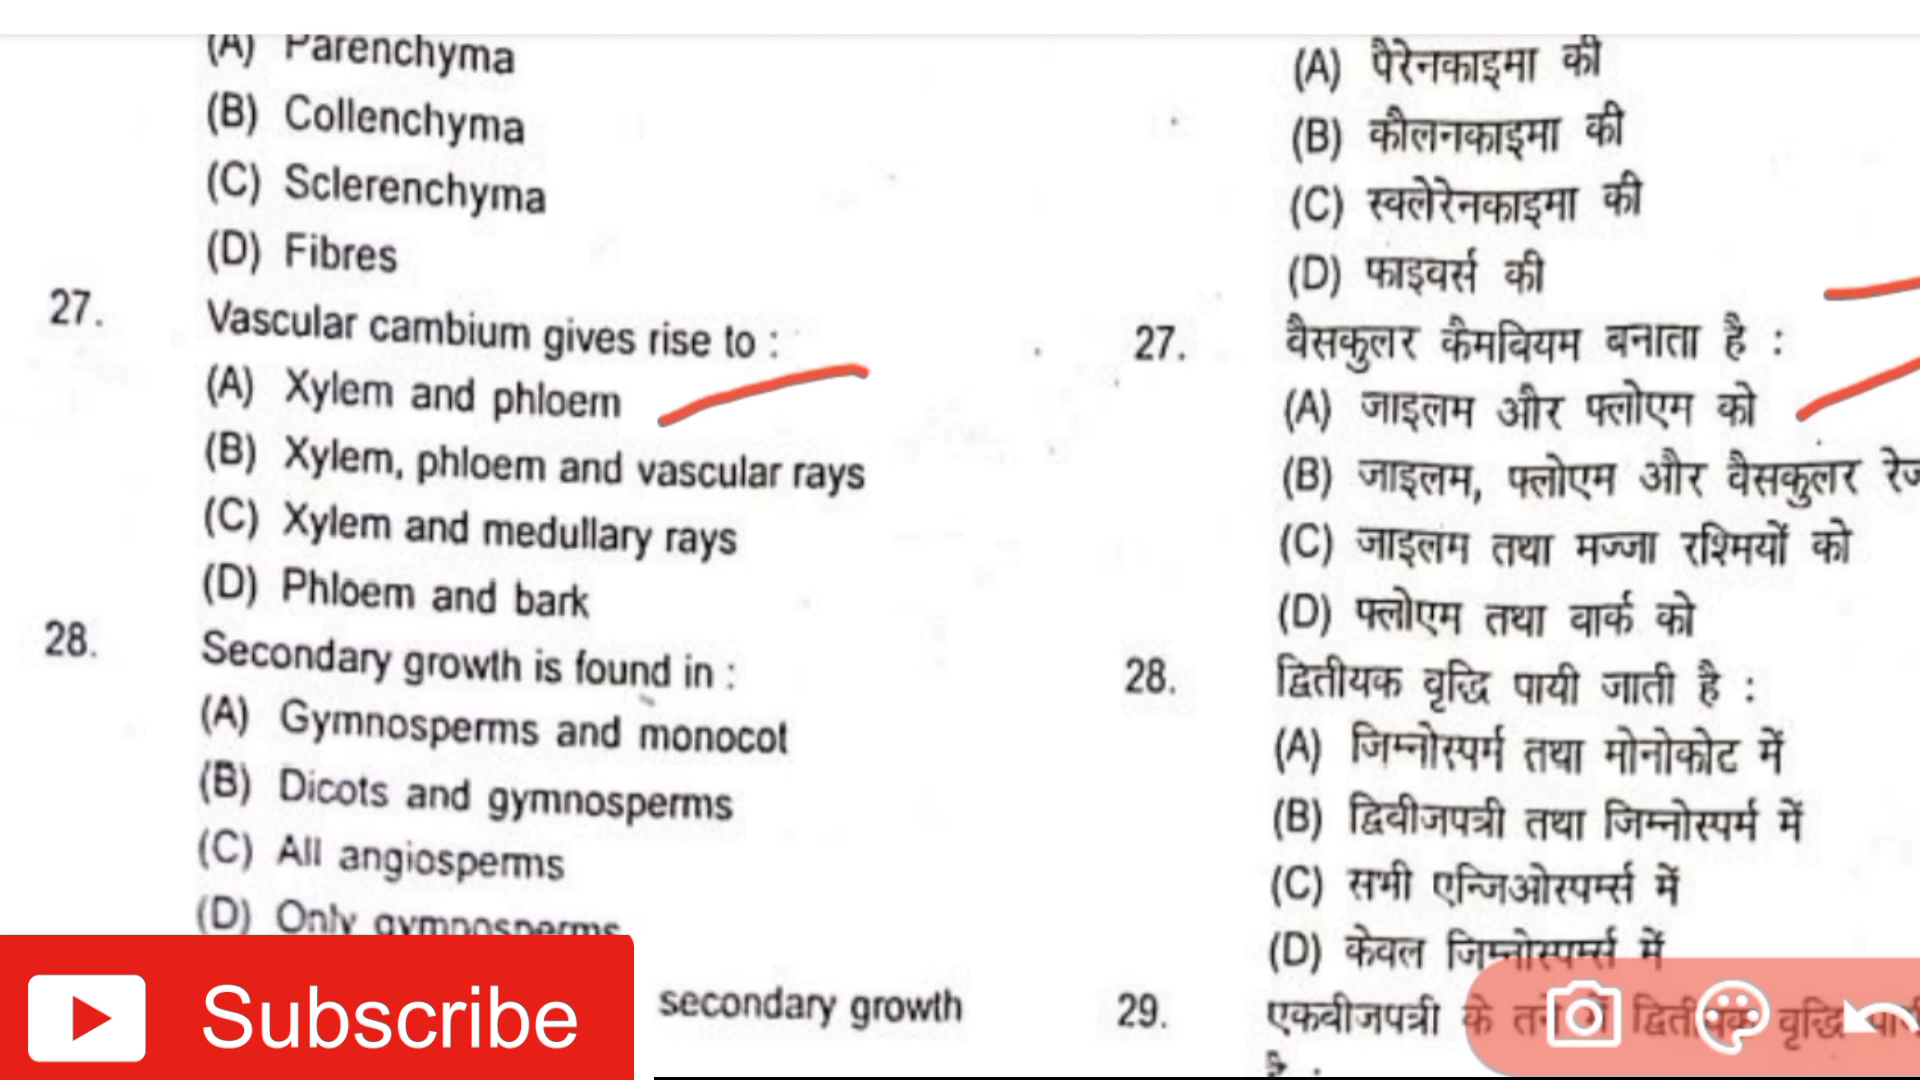 (A) Parenchyma
(B) Collenchyma
(C) Sclerenchyma
(D) Fibres
27. Vascular cambium gives rise to :
(A) Xylem and phloem
(B) Xylem, phloem and vascular rays
(C) Xylem and medullary rays
(D) Phloem and bark
28. Secondary growth is found in :
(A) Gymnosperms and monocot
(B) Dicots and gymnosperms
(C) All angiosperms
(D) Only gymnosperms
secondary growth
Subscribe
(A) पैरेनकाइमा की
(B) कौलनकाइमा की
(C) स्क्लेरेनकाइमा की
(D) फाइवर्स की
27. वैसकुलर कैमवियम बनाता है :
(A) जाइलम और फ्लोएम को
(B) जाइलम, फ्लोएम और वैसकुलर
(C) जाइलम तथा मज्जा रश्मियों को
(D) फ्लोएम तथा वार्क को
28. द्वितीयक वृद्धि पायी जाती है :
(A) जिम्नोस्पर्म तथा मोनोकोट में
(B) द्विवीजपत्री तथा जिम्नोस्पर्म में
(C) सभी एन्जिओस्पर्म्स में
(D) केवल जिम्नोस्पर्म्स में
29. एकवीजपत्री के तने में द्वितीयक वृद्धि